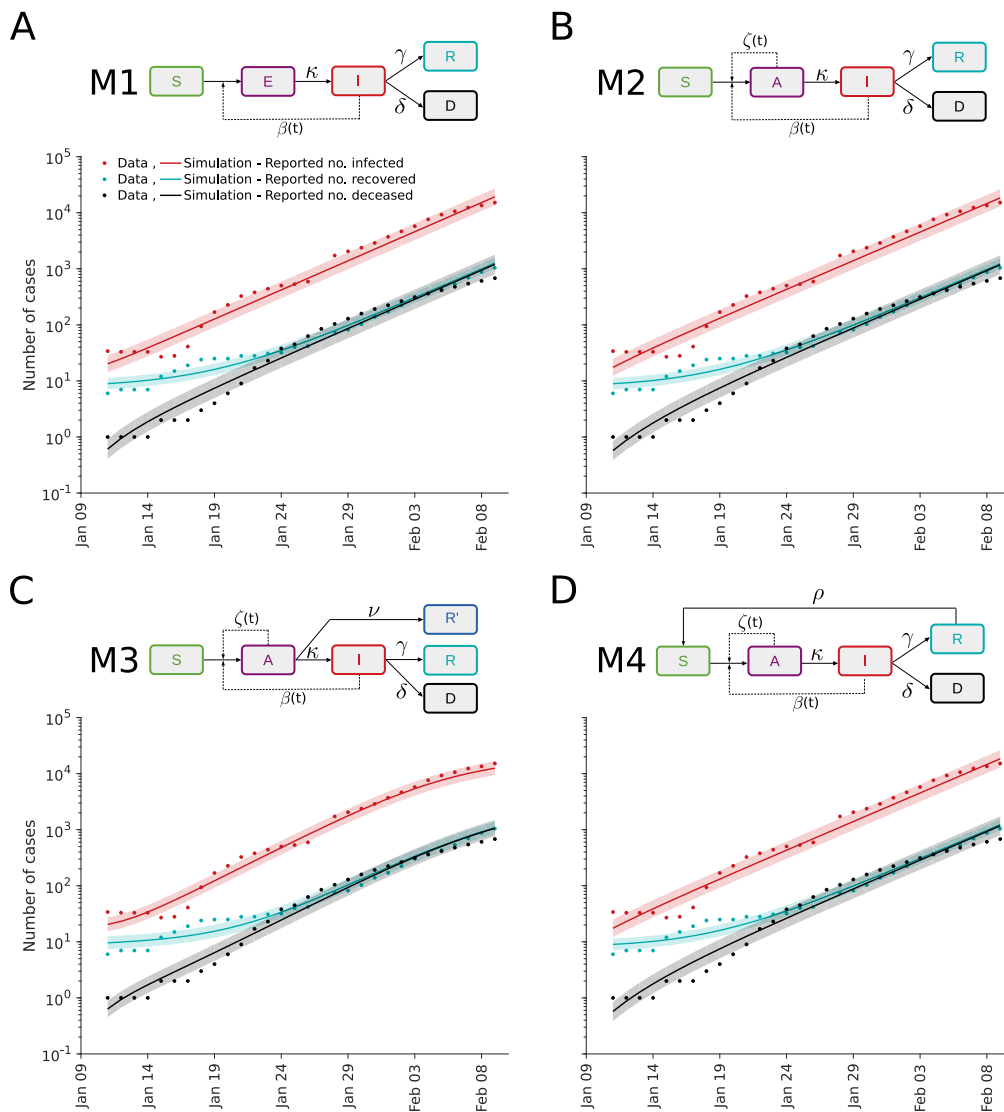 A
M1
S
E
κ
I
γ
R
δ
D
β(t)
Data , Simulation - Reported no. infected
Data , Simulation - Reported no. recovered
Data , Simulation - Reported no. deceased
Number of cases
10^5
10^4
10^3
10^2
10^1
10^0
10^-1
Jan 09
Jan 14
Jan 19
Jan 24
Jan 29
Feb 03
Feb 08
B
M2
ζ(t)
S
A
κ
I
γ
R
δ
D
β(t)
10^5
10^4
10^3
10^2
10^1
10^0
10^-1
Jan 09
Jan 14
Jan 19
Jan 24
Jan 29
Feb 03
Feb 08
C
M3
ν
R'
ζ(t)
S
A
κ
I
γ
R
δ
D
β(t)
Number of cases
10^5
10^4
10^3
10^2
10^1
10^0
10^-1
Jan 09
Jan 14
Jan 19
Jan 24
Jan 29
Feb 03
Feb 08
D
M4
ρ
ζ(t)
S
A
κ
I
γ
R
δ
D
β(t)
10^5
10^4
10^3
10^2
10^1
10^0
10^-1
Jan 09
Jan 14
Jan 19
Jan 24
Jan 29
Feb 03
Feb 08